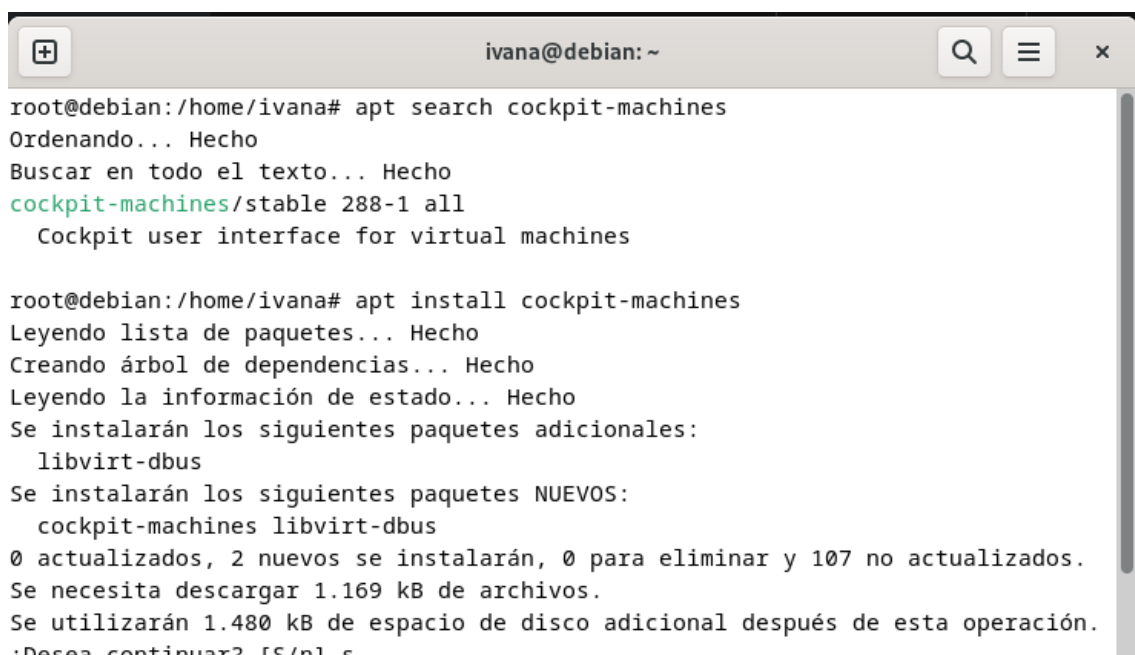 ivana@debian: ~
root@debian:/home/ivana# apt search cockpit-machines
Ordenando... Hecho
Buscar en todo el texto... Hecho
cockpit-machines/stable 288-1 all
  Cockpit user interface for virtual machines
root@debian:/home/ivana# apt install cockpit-machines
Leyendo lista de paquetes... Hecho
Creando árbol de dependencias... Hecho
Leyendo la información de estado... Hecho
Se instalarán los siguientes paquetes adicionales:
  libvirt-dbus
Se instalarán los siguientes paquetes NUEVOS:
  cockpit-machines libvirt-dbus
0 actualizados, 2 nuevos se instalarán, 0 para eliminar y 107 no actualizados.
Se necesita descargar 1.169 kB de archivos.
Se utilizarán 1.480 kB de espacio de disco adicional después de esta operación.
¿Desea continuar? [S/n] s